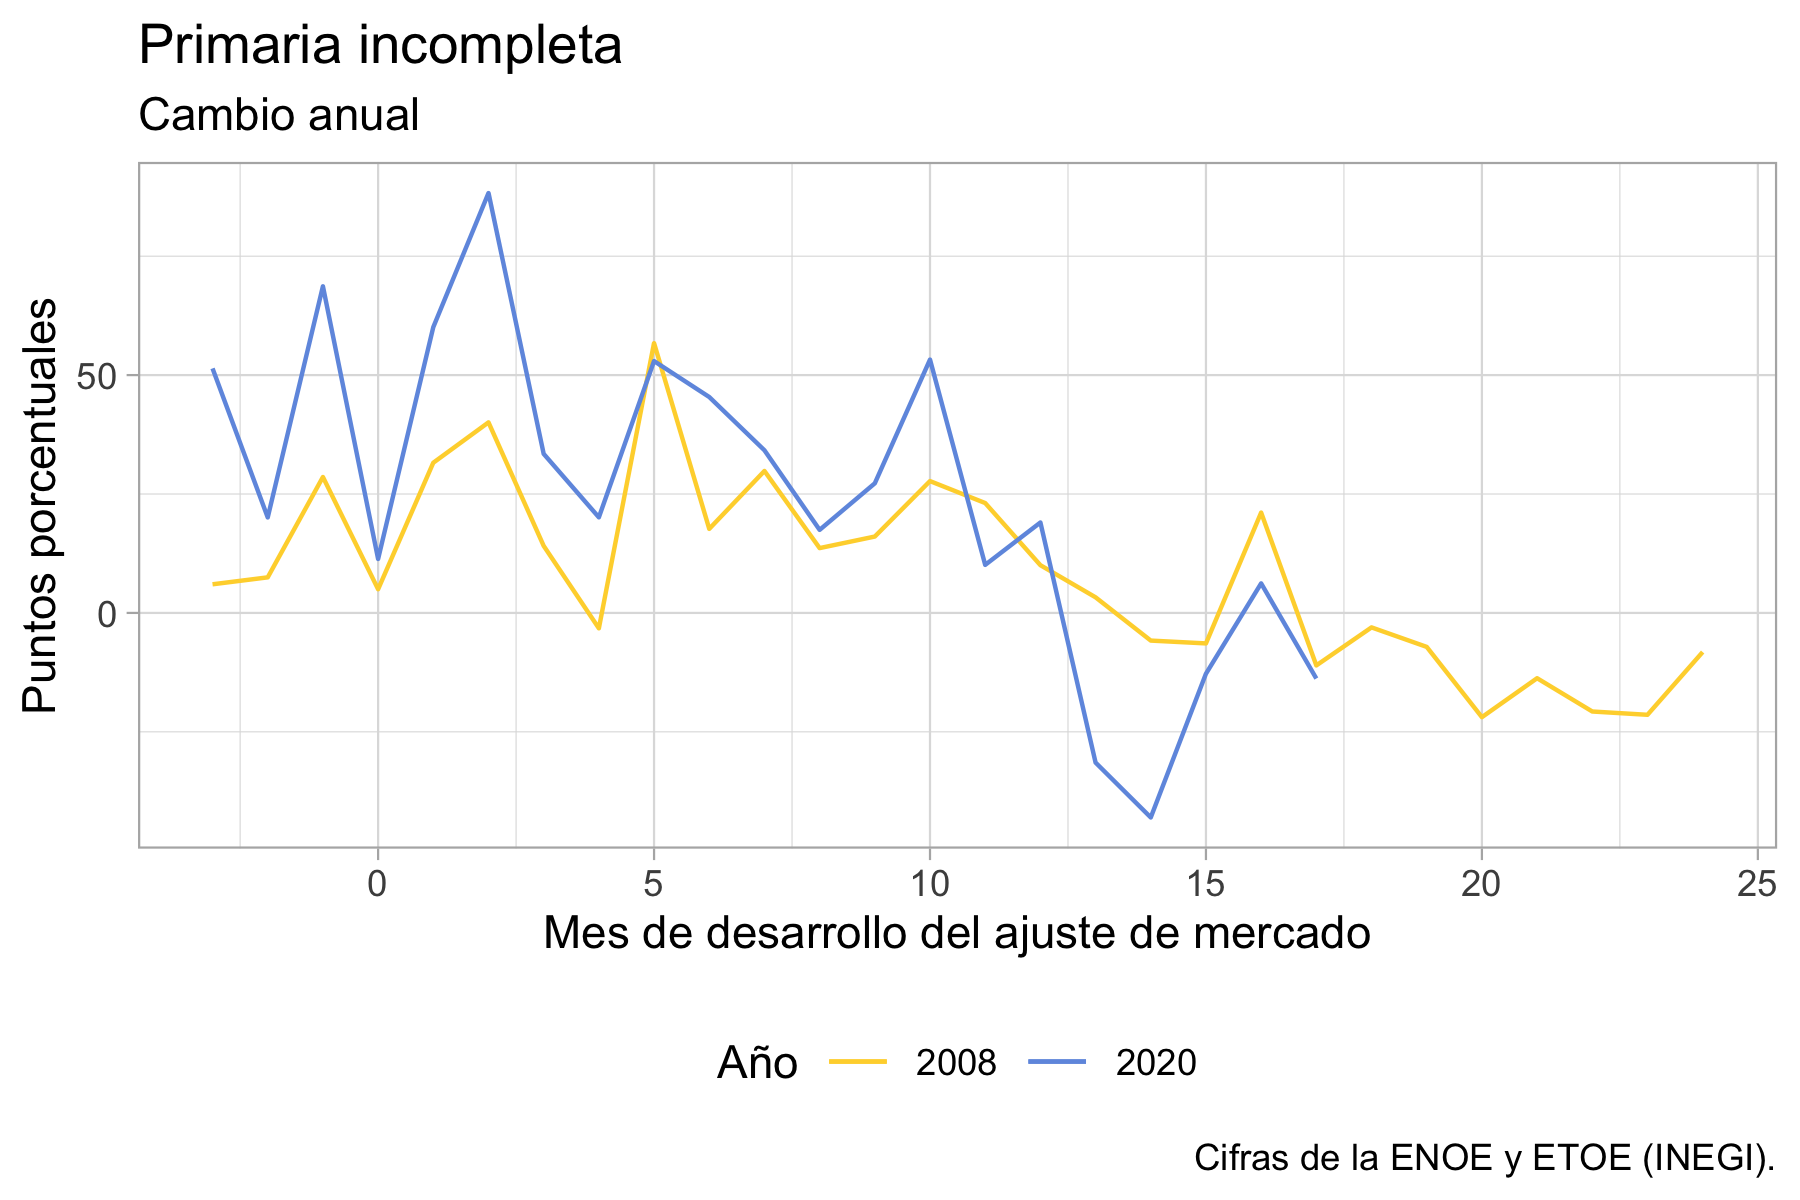 Primaria incompleta
Cambio anual
Puntos porcentuales
50
0
0 5 10 15 20 25
Mes de desarrollo del ajuste de mercado
Año 2008 2020
Cifras de la ENOE y ETOE (INEGI).